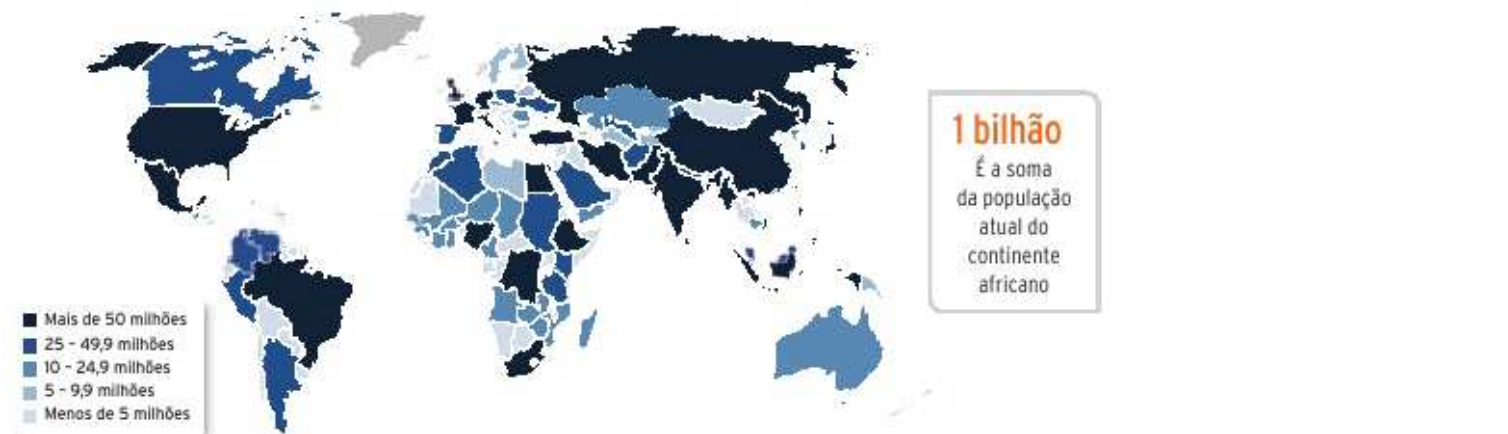 1 bilhão
É a soma
da população
atual do
continente
africano
Mais de 50 milhões
25 - 49,9 milhões
10 - 24,9 milhões
5 - 9,9 milhões
Menos de 5 milhões